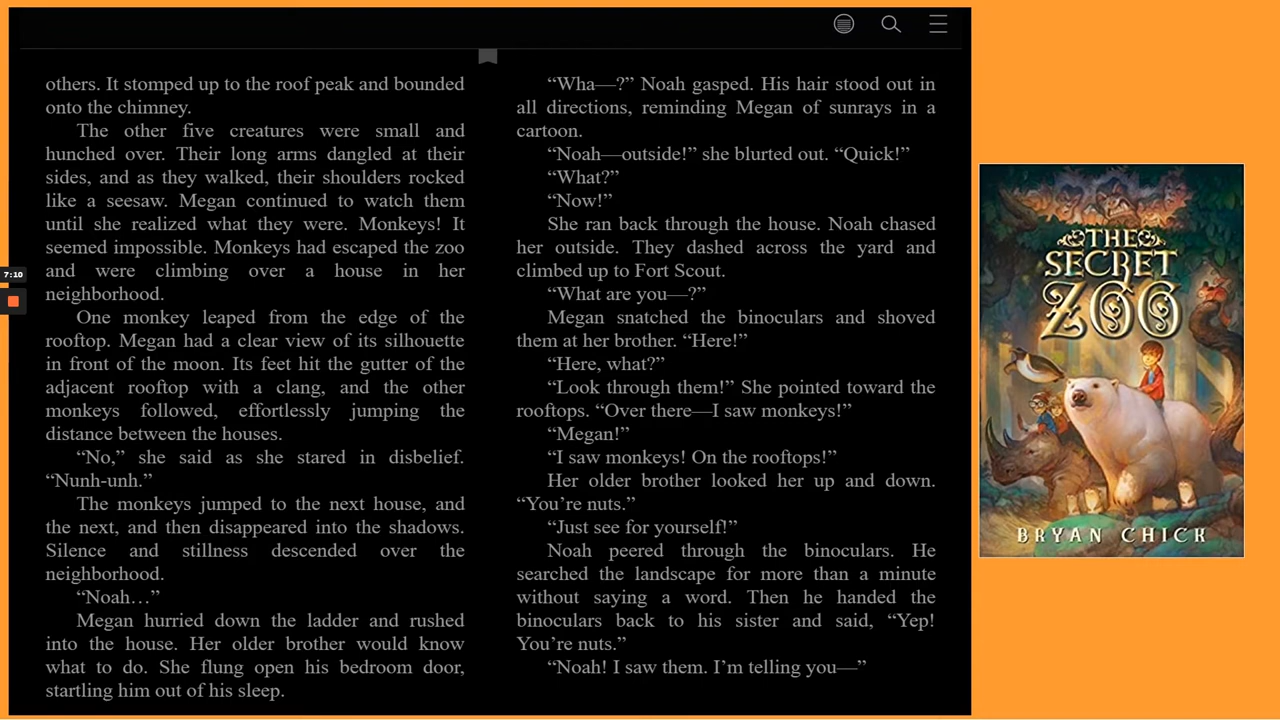 others. It stomped up to the roof peak and bounded
onto the chimney.
The other five creatures were small and
hunched over. Their long arms dangled at their
sides, and as they walked, their shoulders rocked
like a seesaw. Megan continued to watch them
until she realized what they were. Monkeys! It
seemed impossible. Monkeys had escaped the zoo
and were climbing over a house in her
neighborhood.
One monkey leaped from the edge of the
rooftop. Megan had a clear view of its silhouette
in front of the moon. Its feet hit the gutter of the
adjacent rooftop with a clang, and the other
monkeys followed, effortlessly jumping the
distance between the houses.
“No,” she said as she stared in disbelief.
“Nunh-unh.”
The monkeys jumped to the next house, and
the next, and then disappeared into the shadows.
Silence and stillness descended over the
neighborhood.
“Noah…”
Megan hurried down the ladder and rushed
into the house. Her older brother would know
what to do. She flung open his bedroom door,
startling him out of his sleep.
“Wha—?” Noah gasped. His hair stood out in
all directions, reminding Megan of sunrays in a
cartoon.
“Noah—outside!” she blurted out. “Quick!”
“What?”
“Now!”
She ran back through the house. Noah chased
her outside. They dashed across the yard and
climbed up to Fort Scout.
“What are you—?”
Megan snatched the binoculars and shoved
them at her brother. “Here!”
“Here, what?”
“Look through them!” She pointed toward the
rooftops. “Over there—I saw monkeys!”
“Megan!”
“I saw monkeys! On the rooftops!”
Her older brother looked her up and down.
“You’re nuts.”
“Just see for yourself!”
Noah peered through the binoculars. He
searched the landscape for more than a minute
without saying a word. Then he handed the
binoculars back to his sister and said, “Yep!
You’re nuts.”
“Noah! I saw them. I’m telling you—”
7:10
THE
SECRET
ZOO
BRYAN CHICK